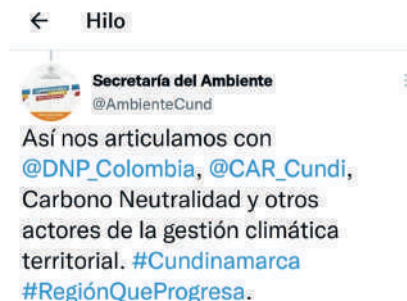 Hilo
Secretaría del Ambiente
@AmbienteCund
Así nos articulamos con
@DNP_Colombia, @CAR_Cundi,
Carbono Neutralidad y otros
actores de la gestión climática
territorial. #Cundinamarca
#RegiónQueProgresa.